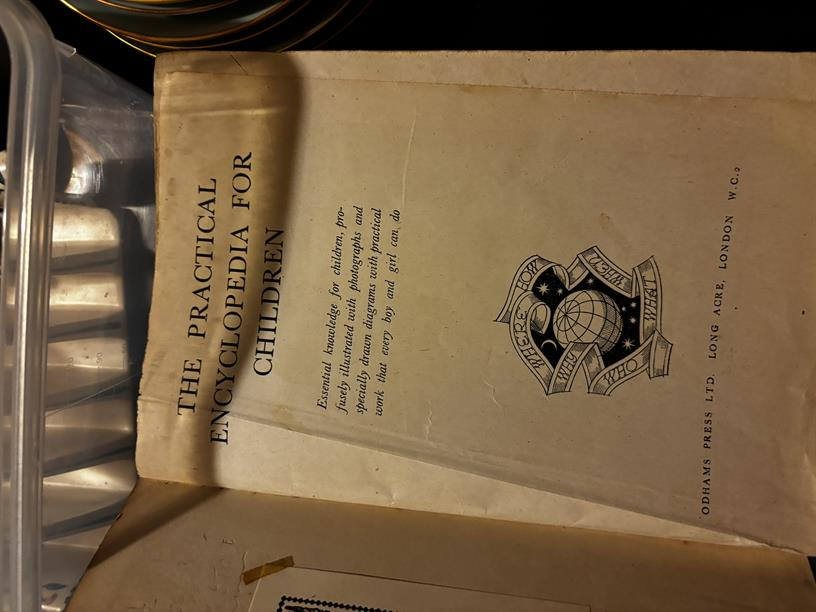 THE PRACTICAL
ENCYCLOPEDIA FOR
CHILDREN
Essential knowledge for children, pro-
fusely illustrated with photographs and
specially drawn diagrams with practical
work that every boy and girl can do
HOW
WHEN
WHERE
WHAT
WHY
WHO
ODHAMS PRESS LTD. LONG ACRE, LONDON W.C.2